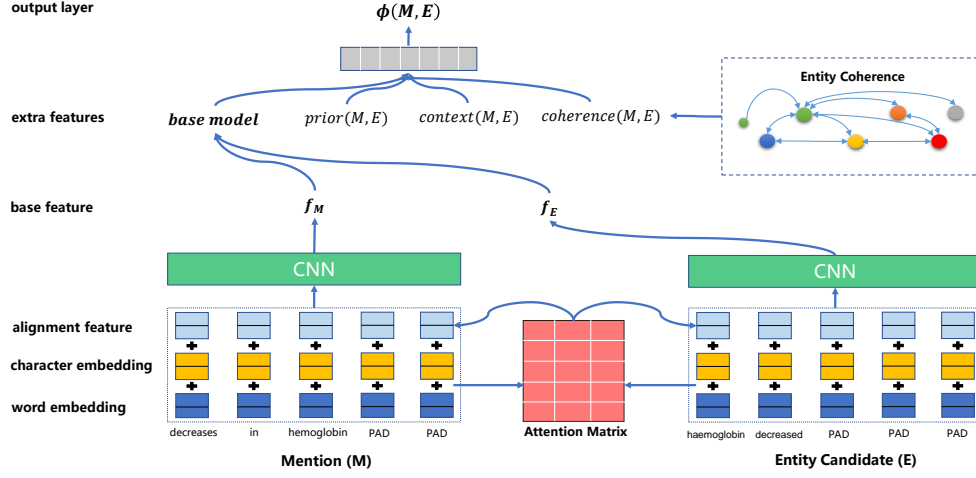 output layer
ϕ(M, E)
Entity Coherence
extra features
base model
prior(M, E)
context(M, E)
coherence(M, E)
base feature
f_M
f_E
CNN
CNN
alignment feature
character embedding
word embedding
decreases in hemoglobin PAD PAD
Attention Matrix
haemoglobin decreased PAD PAD PAD
Mention (M)
Entity Candidate (E)